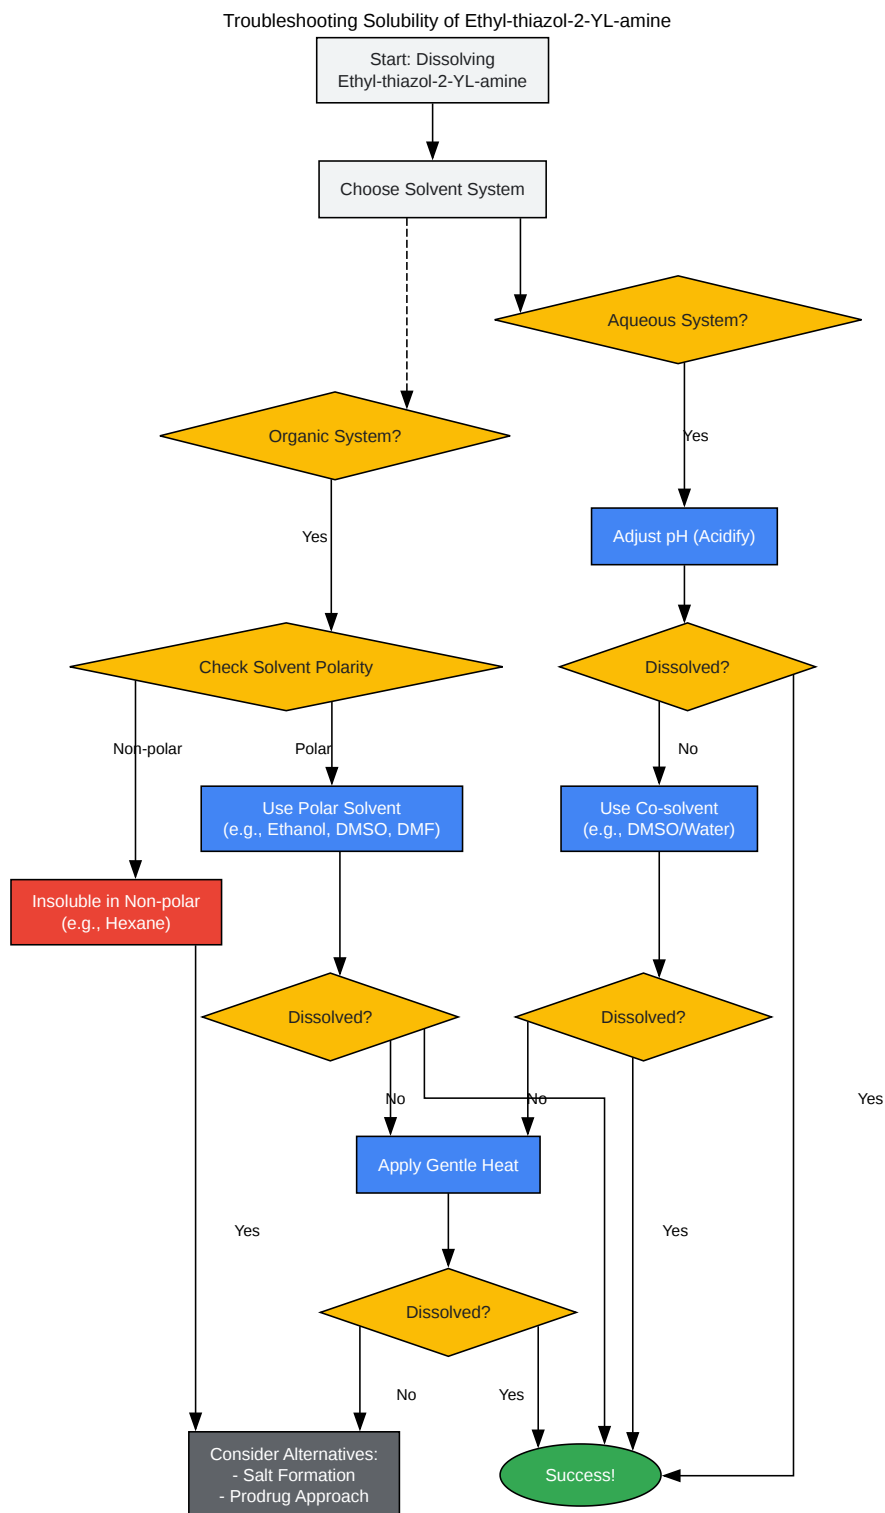 Troubleshooting Solubility of Ethyl-thiazol-2-YL-amine
Start: Dissolving
Ethyl-thiazol-2-YL-amine
Choose Solvent System
Aqueous System?
Organic System?
Yes
Yes
Adjust pH (Acidify)
Check Solvent Polarity
Dissolved?
Non-polar
Polar
No
Use Polar Solvent
(e.g., Ethanol, DMSO, DMF)
Use Co-solvent
(e.g., DMSO/Water)
Insoluble in Non-polar
(e.g., Hexane)
Dissolved?
Dissolved?
No
No
Yes
Apply Gentle Heat
Yes
Yes
Dissolved?
No
Yes
Consider Alternatives:
- Salt Formation
- Prodrug Approach
Success!